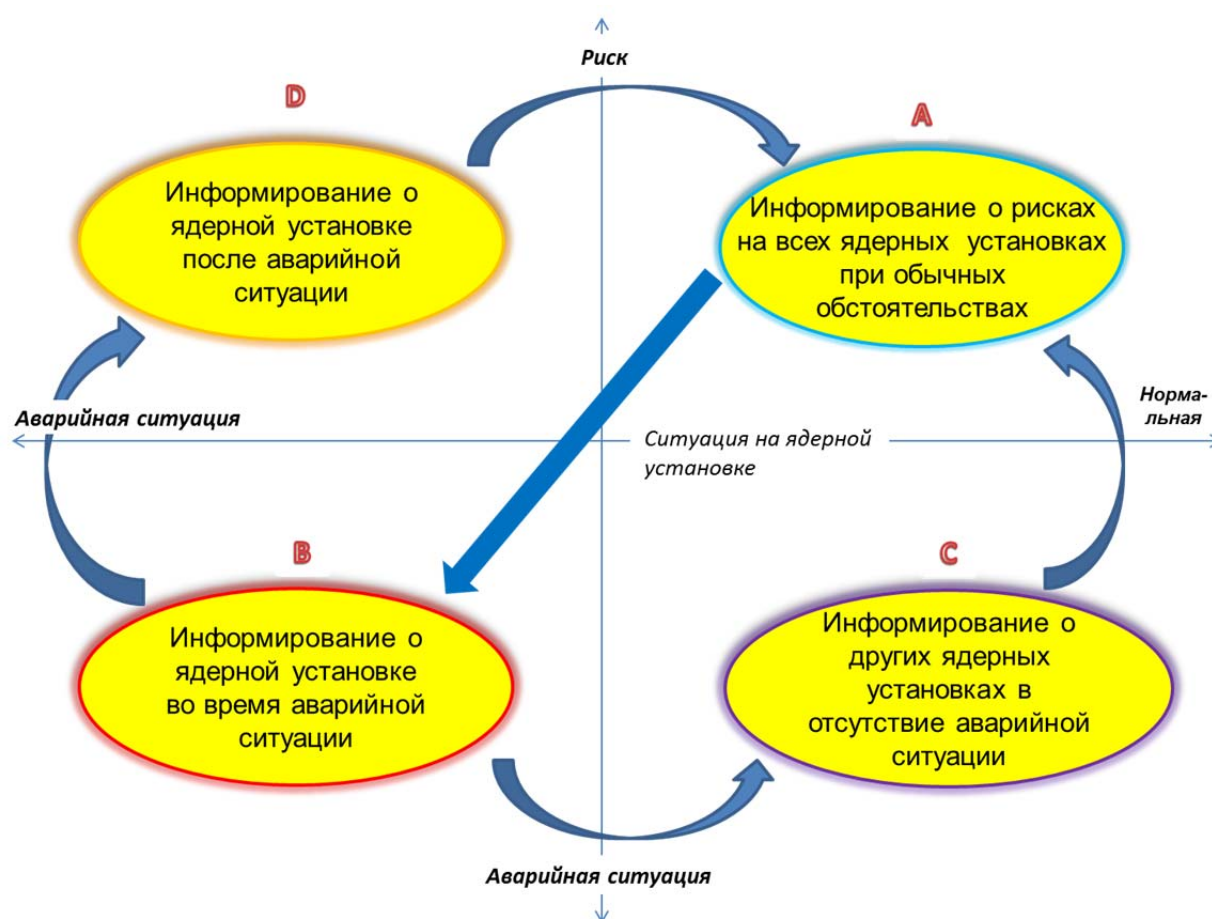 Риск
D
Информирование о
ядерной установке
после аварийной
ситуации
A
Информирование о рисках
на всех ядерных установках
при обычных
обстоятельствах
Аварийная ситуация
Ситуация на ядерной
установке
Норма-
льная
B
Информирование о
ядерной установке
во время аварийной
ситуации
C
Информирование о
других ядерных
установках в
отсутствие аварийной
ситуации
Аварийная ситуация